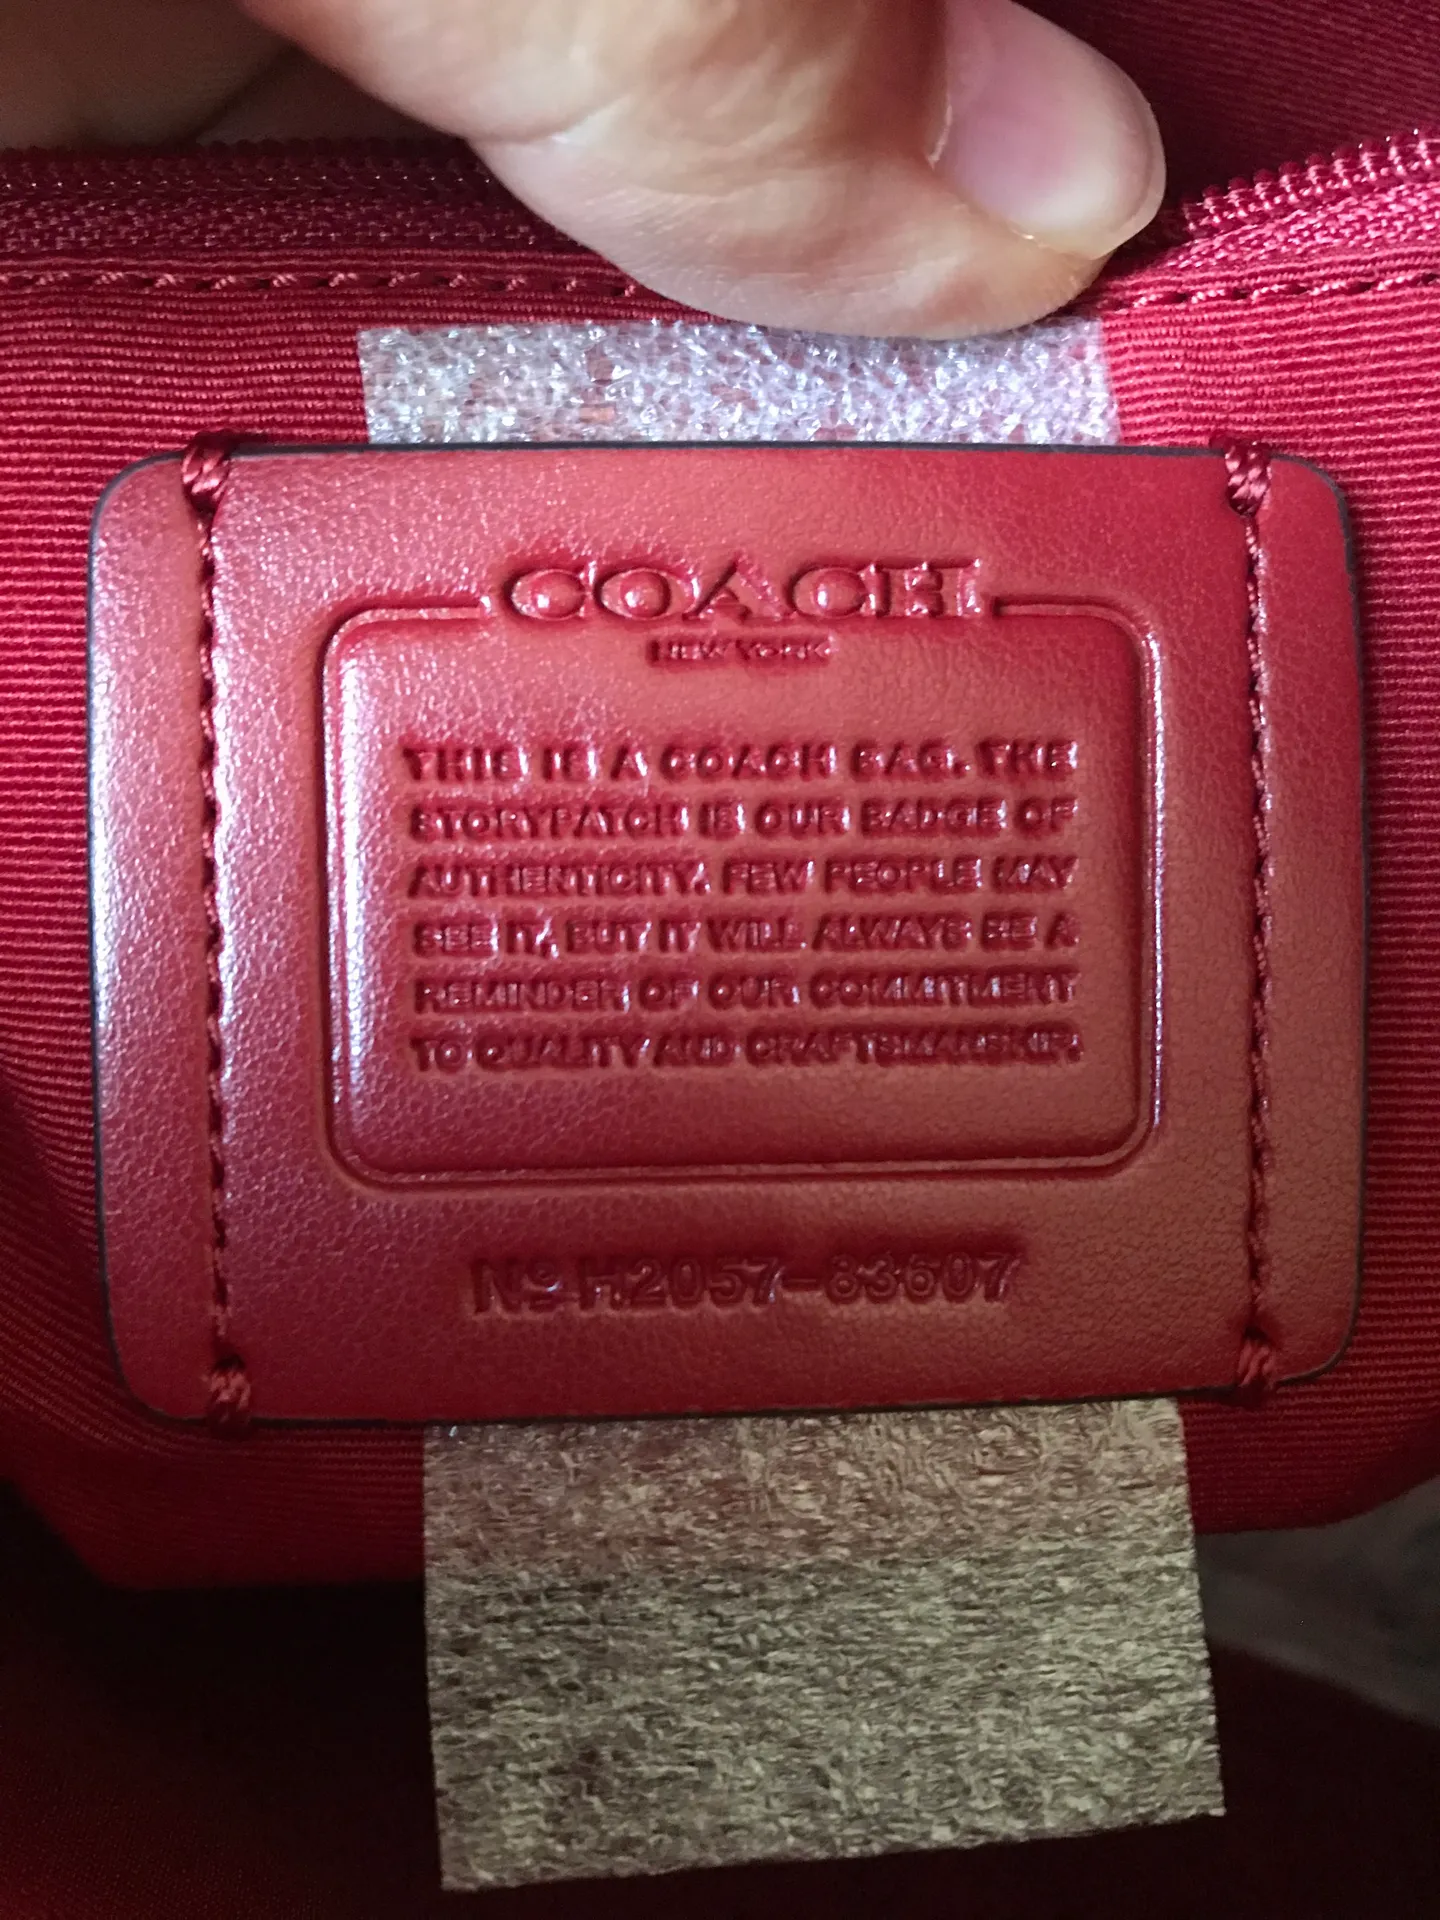 COACH
NEW YORK
THIS IS A COACH BAG. THE
STORYPATCH IS OUR BADGE OF
AUTHENTICITY. FEW PEOPLE MAY
SEE IT, BUT IT WILL ALWAYS BE A
REMINDER OF OUR COMMITMENT
TO QUALITY AND CRAFTSMANSHIP.
Nº H2057-83607